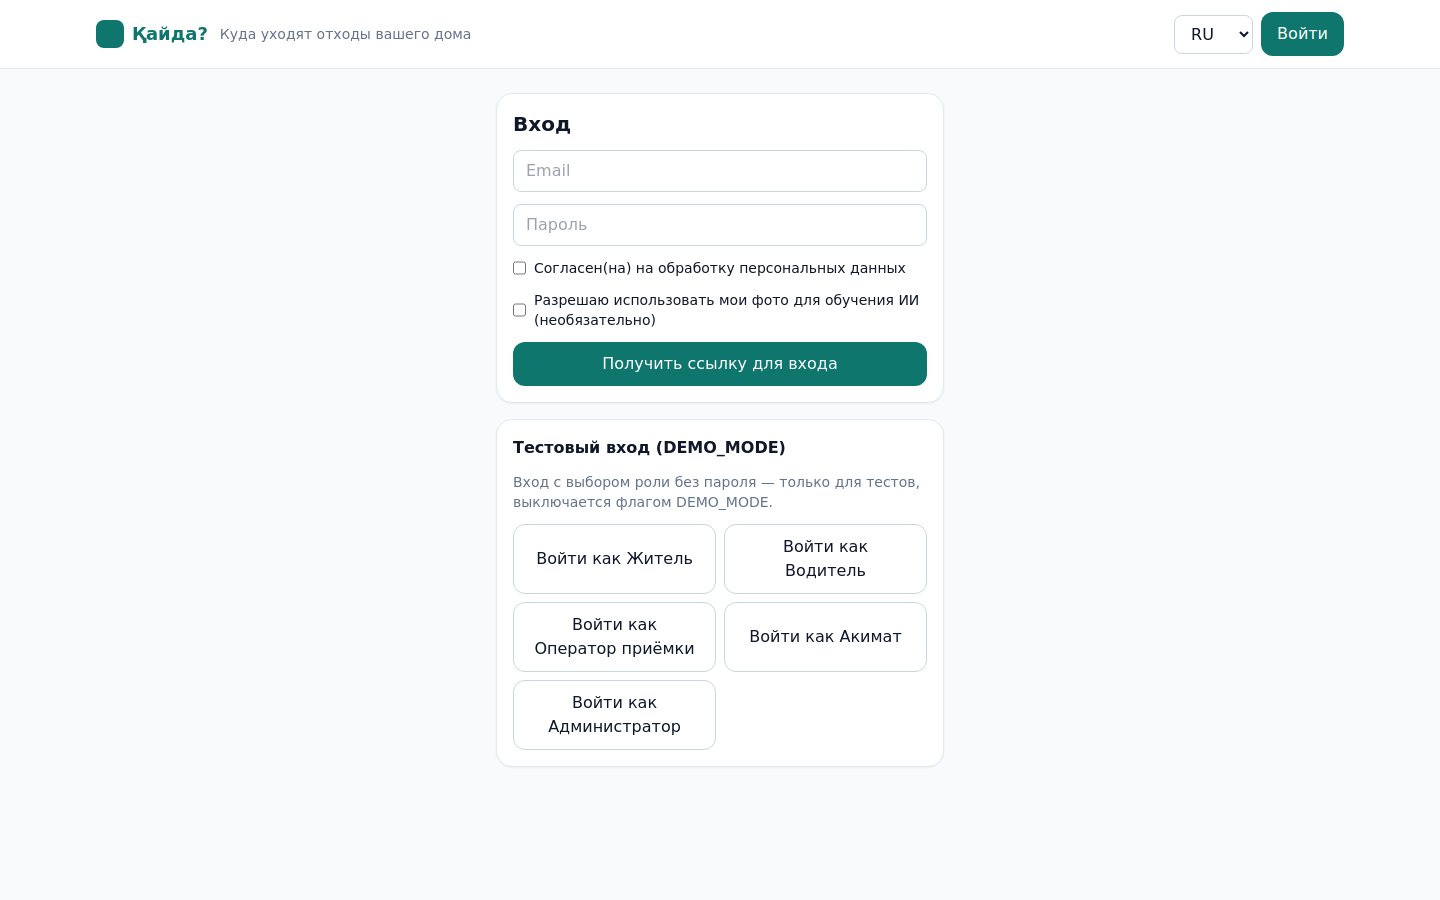 Қайда?
Куда уходят отходы вашего дома
RU
Войти
Вход
Email
Пароль
Согласен(на) на обработку персональных данных
Разрешаю использовать мои фото для обучения ИИ
(необязательно)
Получить ссылку для входа
Тестовый вход (DEMO_MODE)
Вход с выбором роли без пароля — только для тестов,
выключается флагом DEMO_MODE.
Войти как Житель
Войти как
Водитель
Войти как
Оператор приёмки
Войти как Акимат
Войти как
Администратор